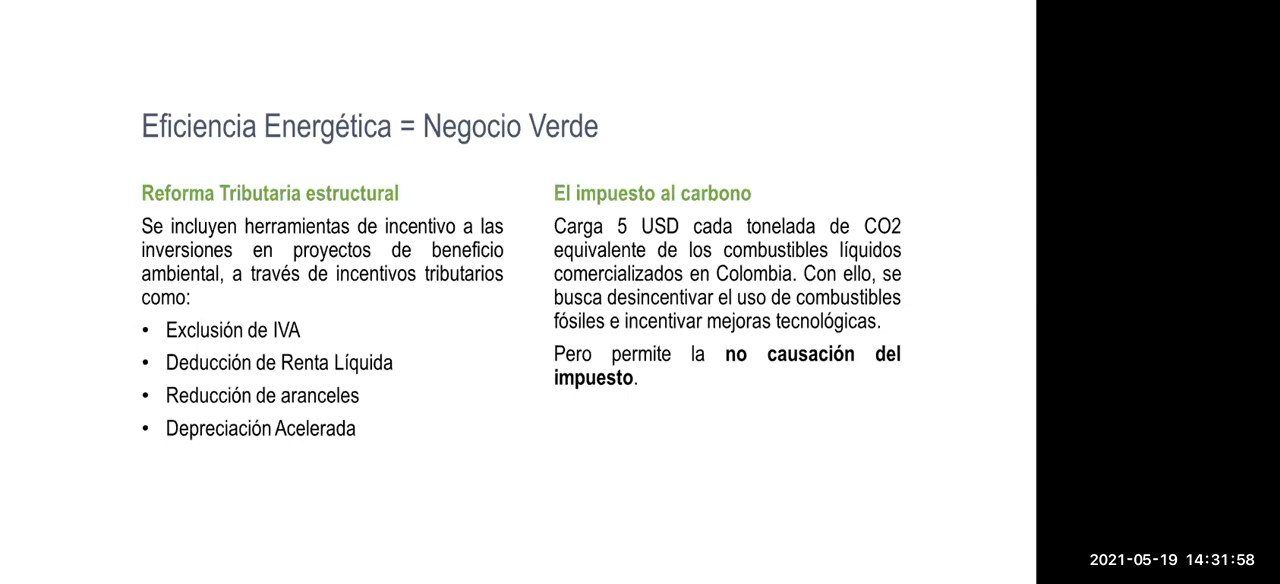 Eficiencia Energética = Negocio Verde
Reforma Tributaria estructural
Se incluyen herramientas de incentivo a las
inversiones en proyectos de beneficio
ambiental, a través de incentivos tributarios
como:
• Exclusión de IVA
• Deducción de Renta Líquida
• Reducción de aranceles
• Depreciación Acelerada
El impuesto al carbono
Carga 5 USD cada tonelada de CO2
equivalente de los combustibles líquidos
comercializados en Colombia. Con ello, se
busca desincentivar el uso de combustibles
fósiles e incentivar mejoras tecnológicas.
Pero permite la no causación del
impuesto.
2021-05-19 14:31:58